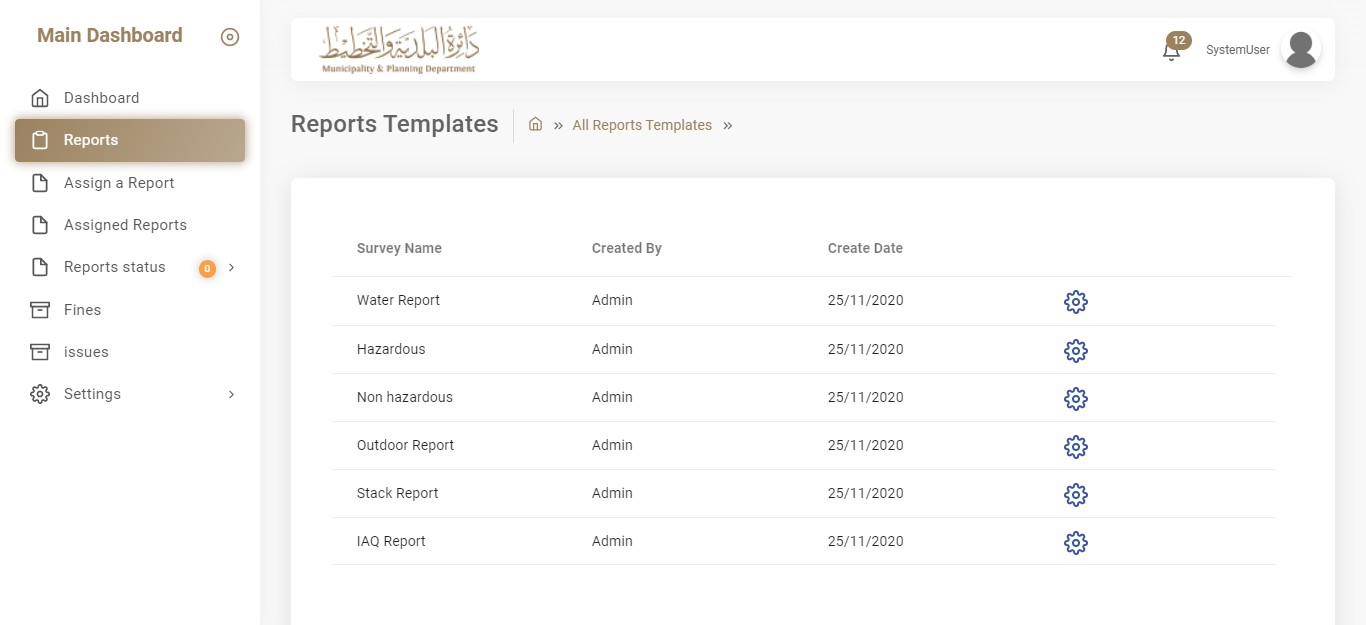 Main Dashboard
Dashboard
Reports
Assign a Report
Assigned Reports
Reports status 0
Fines
issues
Settings
دائرة البلدية والتخطيط
Municipality & Planning Department
12
SystemUser
Reports Templates
» All Reports Templates »
Survey Name Created By Create Date
Water Report Admin 25/11/2020
Hazardous Admin 25/11/2020
Non hazardous Admin 25/11/2020
Outdoor Report Admin 25/11/2020
Stack Report Admin 25/11/2020
IAQ Report Admin 25/11/2020